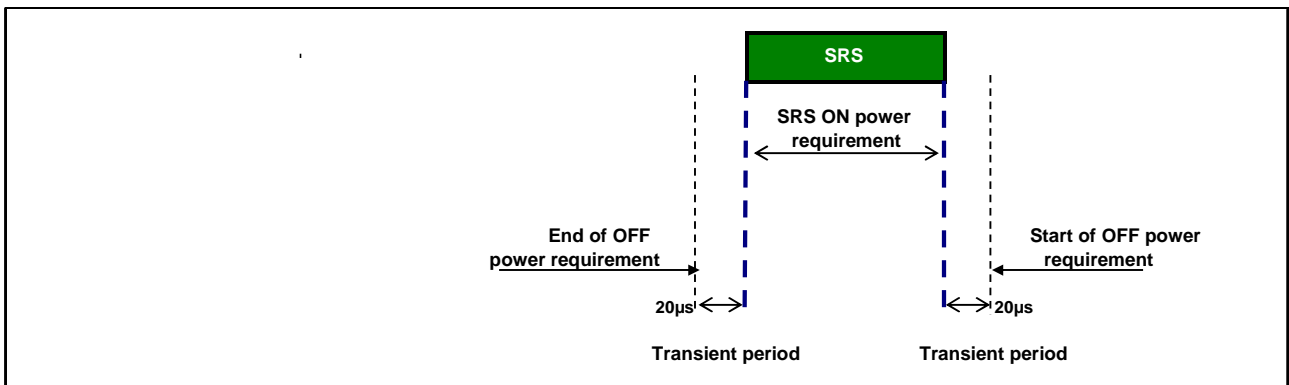 SRS
SRS ON power
requirement
End of OFF
power requirement
Start of OFF power
requirement
20µs
20µs
Transient period
Transient period